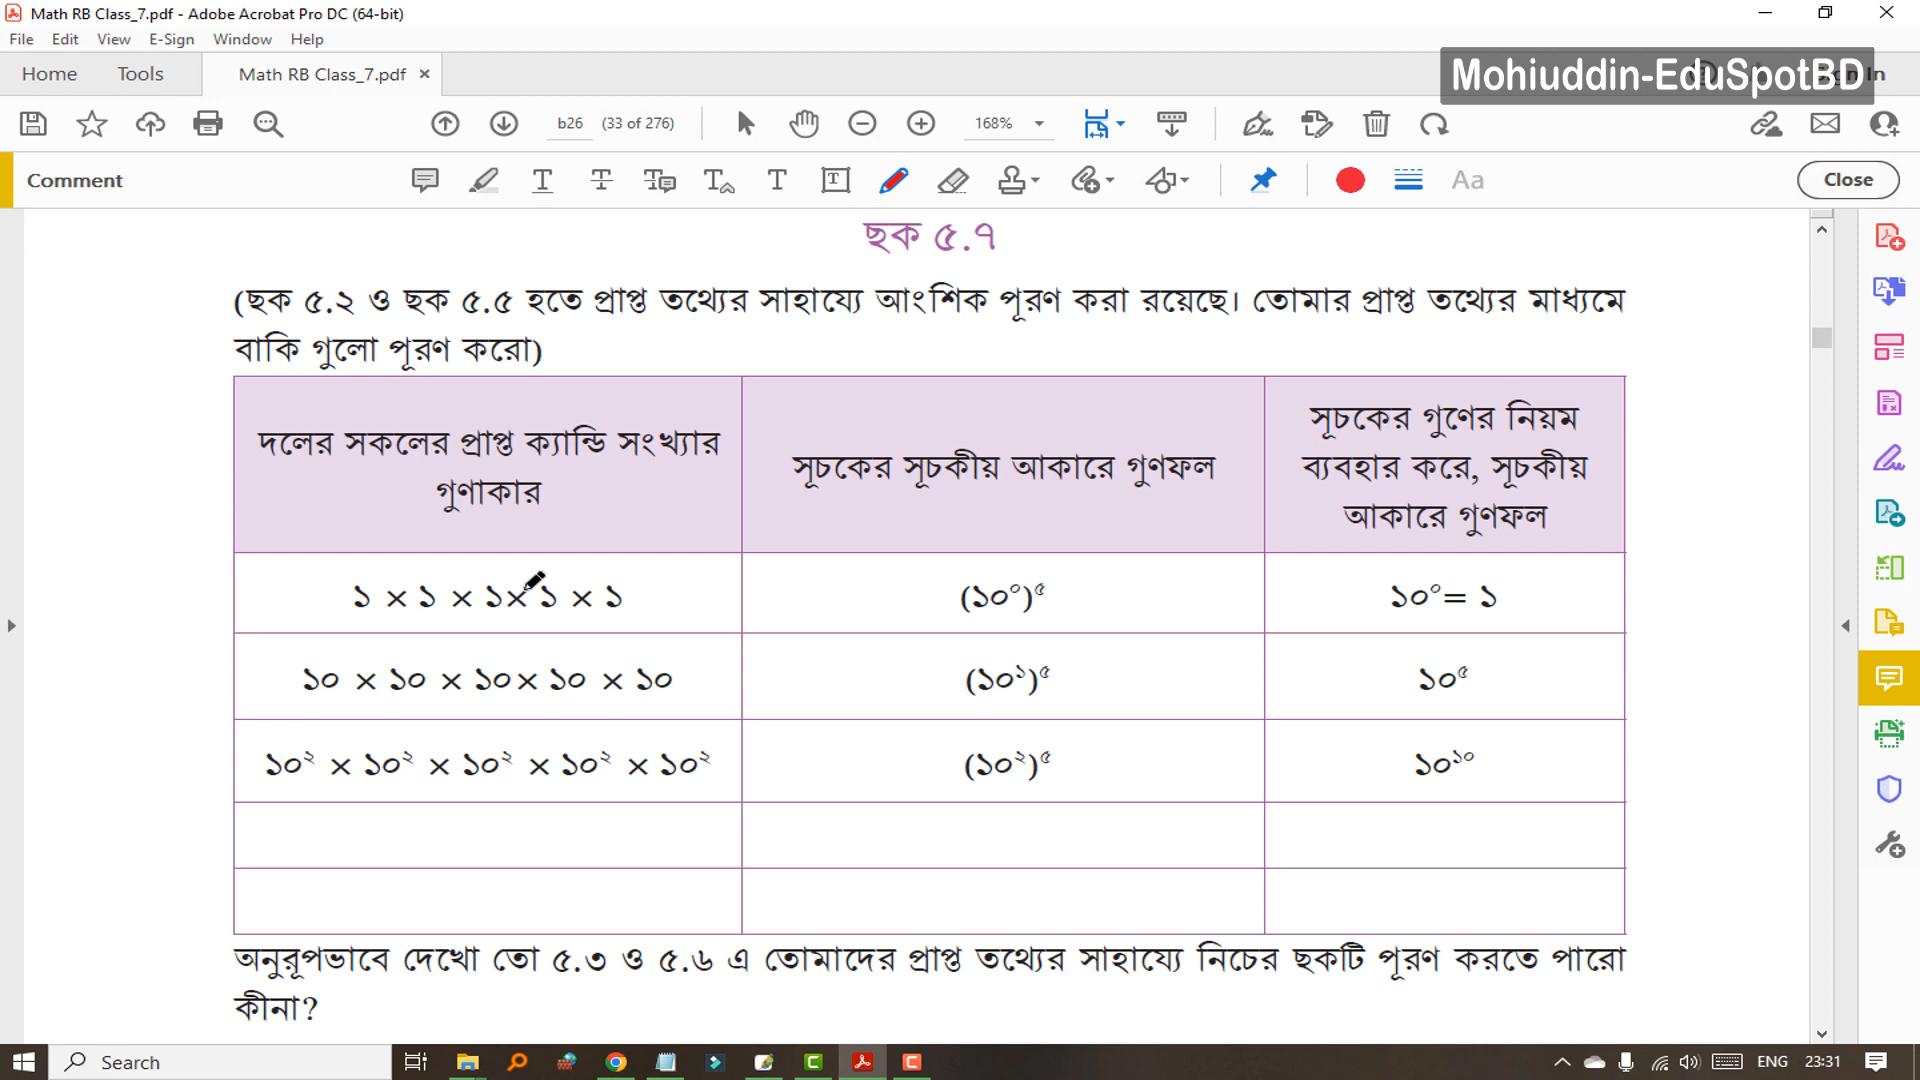 Math RB Class_7.pdf - Adobe Acrobat Pro DC (64-bit)
File Edit View E-Sign Window Help
Home Tools Math RB Class_7.pdf × In
Mohiuddin-EduSpotBD
b26 (33 of 276) 168%
Comment Aa Close
ছক ৫.৭
(ছক ৫.২ ও ছক ৫.৫ হতে প্রাপ্ত তথ্যের সাহায্যে আংশিক পূরণ করা রয়েছে। তোমার প্রাপ্ত তথ্যের মাধ্যমে
বাকি গুলো পূরণ করো)
দলের সকলের প্রাপ্ত ক্যান্ডি সংখ্যার
গুণাকার
সূচকের সূচকীয় আকারে গুণফল
সূচকের গুণের নিয়ম
ব্যবহার করে, সূচকীয়
আকারে গুণফল
১ × ১ × ১× ১ × ১ (১০⁰)⁵ ১০⁰= ১
১০ × ১০ × ১০× ১০ × ১০ (১০¹)⁵ ১০⁵
১০² × ১০² × ১০² × ১০² × ১০² (১০²)⁵ ১০¹⁰
অনুরূপভাবে দেখো তো ৫.৩ ও ৫.৬ এ তোমাদের প্রাপ্ত তথ্যের সাহায্যে নিচের ছকটি পূরণ করতে পারো
কীনা?
Search ENG 23:31